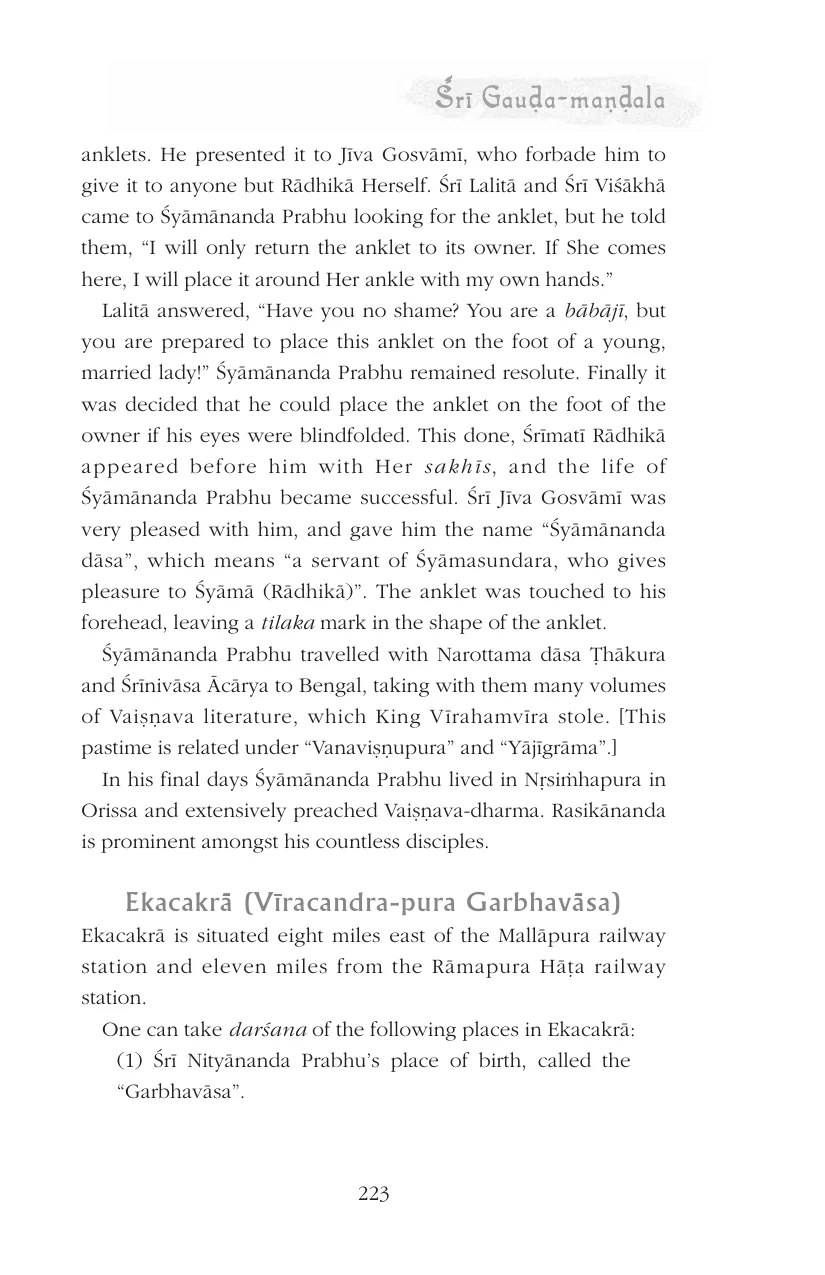 Śrī Gauḍa-maṇḍala
anklets. He presented it to Jīva Gosvāmī, who forbade him to
give it to anyone but Rādhikā Herself. Śrī Lalitā and Śrī Viśākhā
came to Śyāmānanda Prabhu looking for the anklet, but he told
them, “I will only return the anklet to its owner. If She comes
here, I will place it around Her ankle with my own hands.”
Lalitā answered, “Have you no shame? You are a bābājī, but
you are prepared to place this anklet on the foot of a young,
married lady!” Śyāmānanda Prabhu remained resolute. Finally it
was decided that he could place the anklet on the foot of the
owner if his eyes were blindfolded. This done, Śrīmatī Rādhikā
appeared before him with Her sakhīs, and the life of
Śyāmānanda Prabhu became successful. Śrī Jīva Gosvāmī was
very pleased with him, and gave him the name “Śyāmānanda
dāsa”, which means “a servant of Śyāmasundara, who gives
pleasure to Śyāmā (Rādhikā)”. The anklet was touched to his
forehead, leaving a tilaka mark in the shape of the anklet.
Śyāmānanda Prabhu travelled with Narottama dāsa Ṭhākura
and Śrīnivāsa Ācārya to Bengal, taking with them many volumes
of Vaiṣṇava literature, which King Vīrahamvīra stole. [This
pastime is related under “Vanaviṣṇupura” and “Yājīgrāma”.]
In his final days Śyāmānanda Prabhu lived in Nṛsiṁhapura in
Orissa and extensively preached Vaiṣṇava-dharma. Rasikānanda
is prominent amongst his countless disciples.
Ekacakrā (Vīracandra-pura Garbhavāsa)
Ekacakrā is situated eight miles east of the Mallāpura railway
station and eleven miles from the Rāmapura Hāṭa railway
station.
One can take darśana of the following places in Ekacakrā:
(1) Śrī Nityānanda Prabhu’s place of birth, called the
“Garbhavāsa”.
223